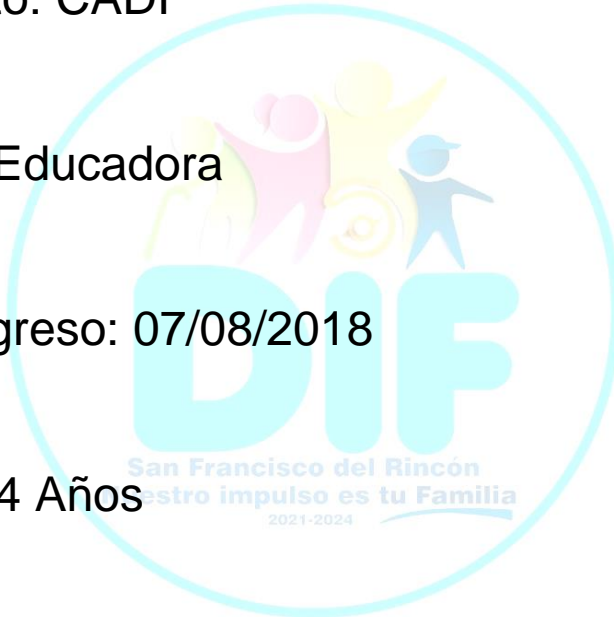 o: CADI
Educadora
greso: 07/08/2018
4 Años
DIF
San Francisco del Rincón
estro impulso es tu Familia
2021-2024